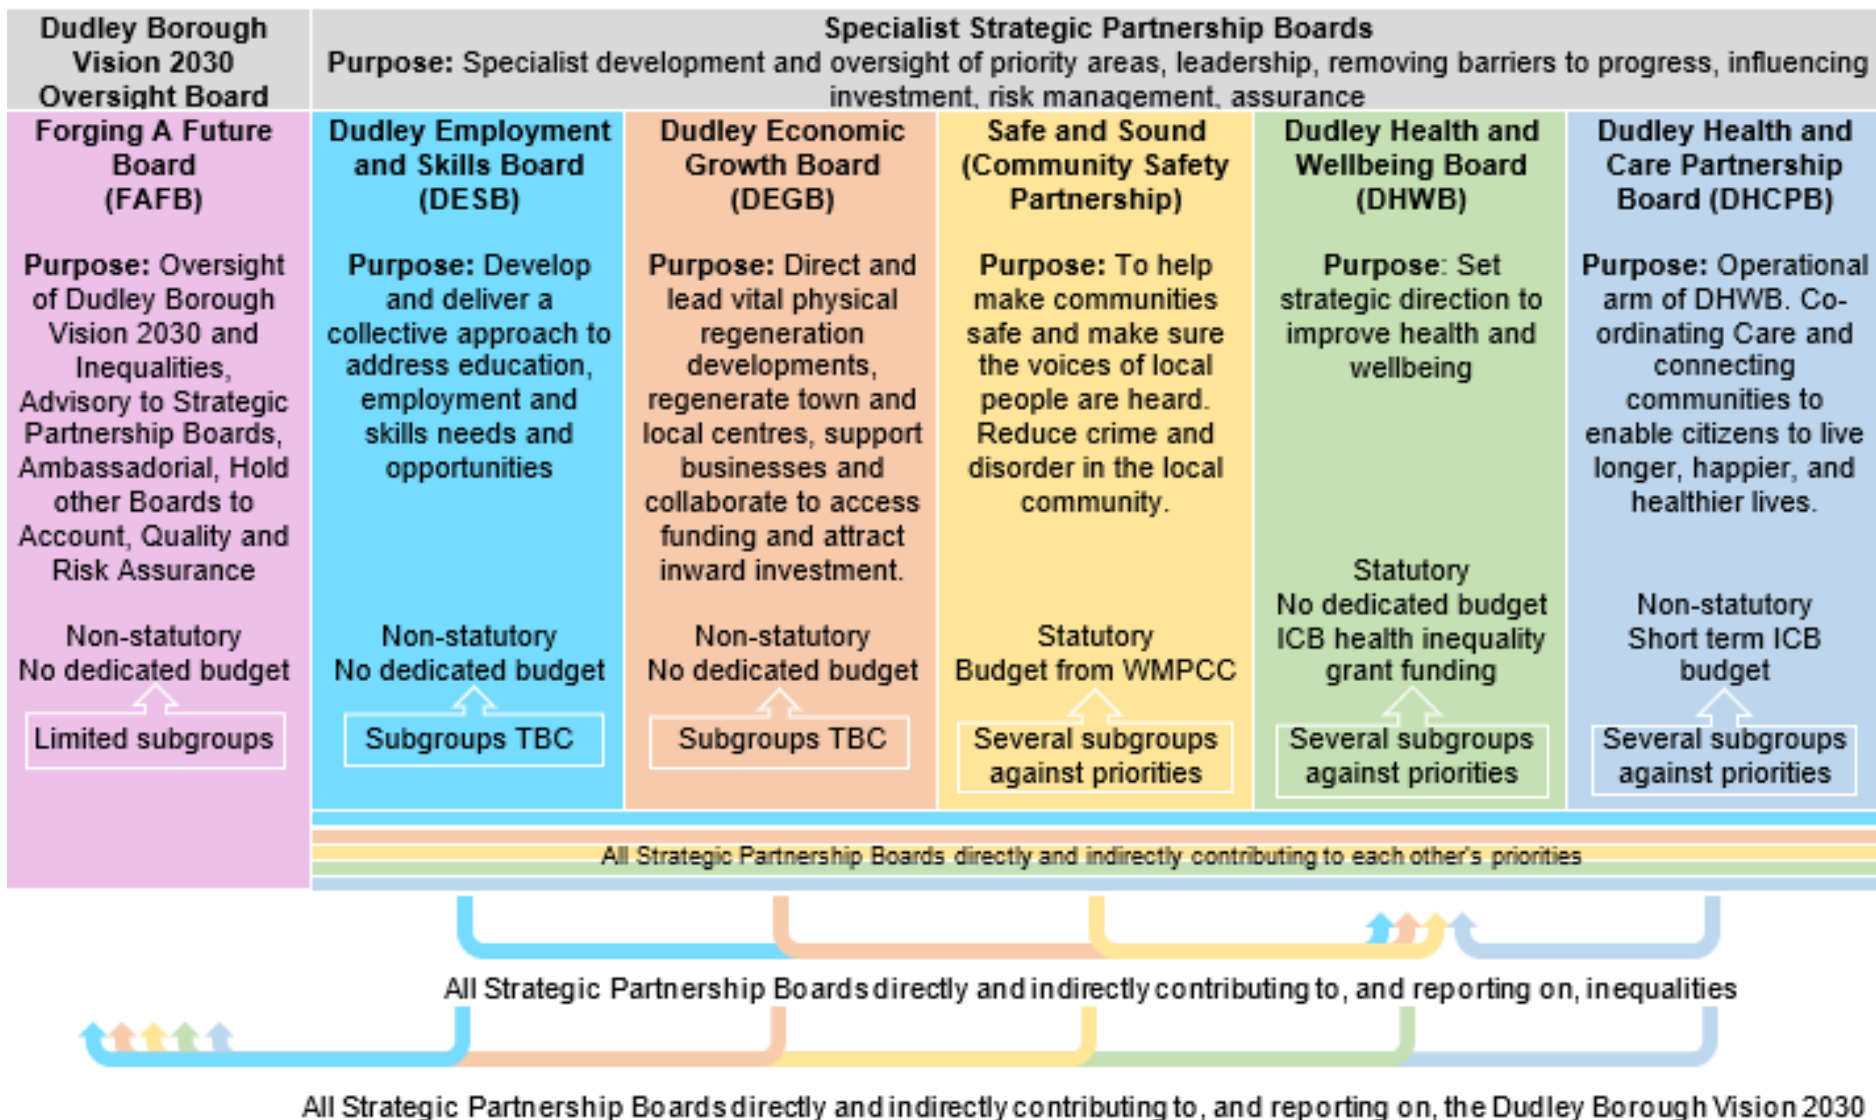 Dudley Borough
Vision 2030
Oversight Board
Specialist Strategic Partnership Boards
Purpose: Specialist development and oversight of priority areas, leadership, removing barriers to progress, influencing
investment, risk management, assurance
Forging A Future
Board
(FAFB)
Purpose: Oversight
of Dudley Borough
Vision 2030 and
Inequalities,
Advisory to Strategic
Partnership Boards,
Ambassadorial, Hold
other Boards to
Account, Quality and
Risk Assurance
Non-statutory
No dedicated budget
Limited subgroups
Dudley Employment
and Skills Board
(DESB)
Purpose: Develop
and deliver a
collective approach to
address education,
employment and
skills needs and
opportunities
Non-statutory
No dedicated budget
Subgroups TBC
Dudley Economic
Growth Board
(DEGB)
Purpose: Direct and
lead vital physical
regeneration
developments,
regenerate town and
local centres, support
businesses and
collaborate to access
funding and attract
inward investment.
Non-statutory
No dedicated budget
Subgroups TBC
Safe and Sound
(Community Safety
Partnership)
Purpose: To help
make communities
safe and make sure
the voices of local
people are heard.
Reduce crime and
disorder in the local
community.
Statutory
Budget from WMPCC
Several subgroups
against priorities
Dudley Health and
Wellbeing Board
(DHWB)
Purpose: Set
strategic direction to
improve health and
wellbeing
Statutory
No dedicated budget
ICB health inequality
grant funding
Several subgroups
against priorities
Dudley Health and
Care Partnership
Board (DHCPB)
Purpose: Operational
arm of DHWB. Co-
ordinating Care and
connecting
communities to
enable citizens to live
longer, happier, and
healthier lives.
Non-statutory
Short term ICB
budget
Several subgroups
against priorities
All Strategic Partnership Boards directly and indirectly contributing to each other's priorities
All Strategic Partnership Boards directly and indirectly contributing to, and reporting on, inequalities
All Strategic Partnership Boards directly and indirectly contributing to, and reporting on, the Dudley Borough Vision 2030